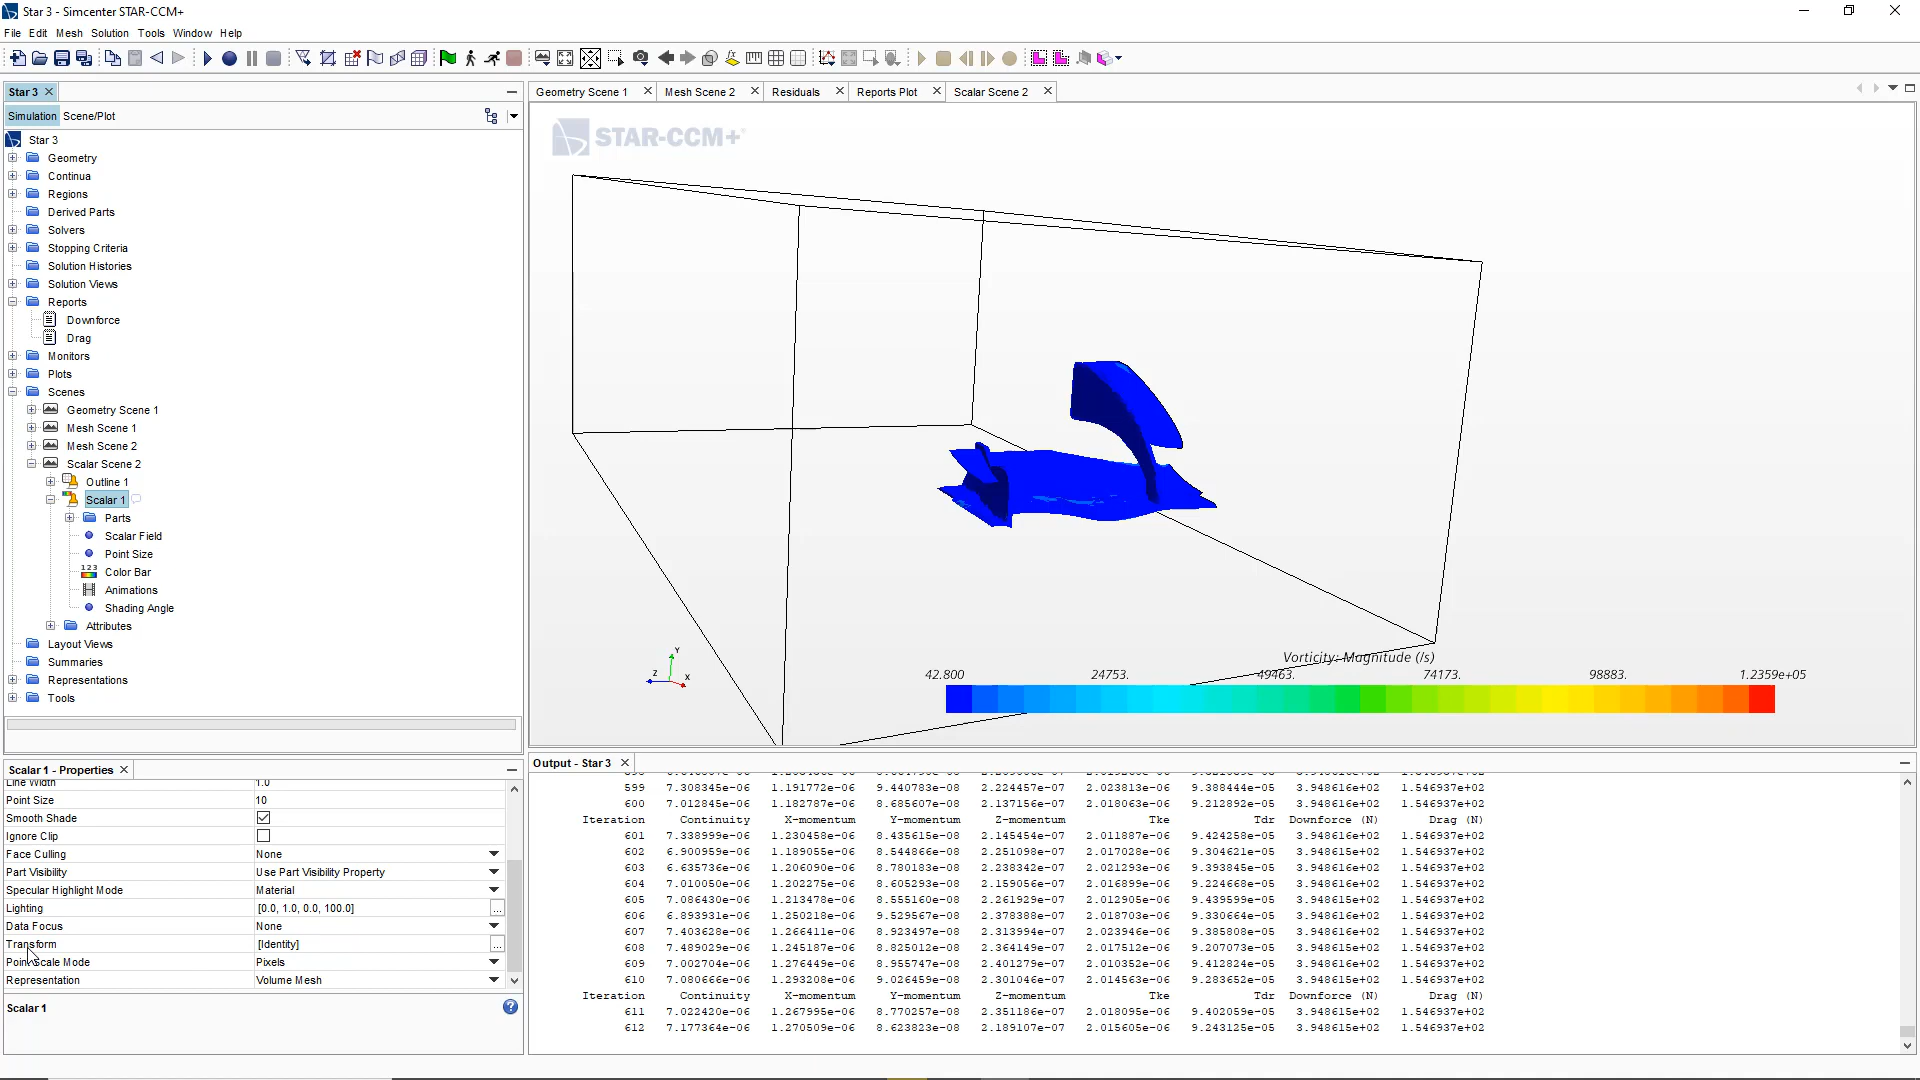 Star 3 - Simcenter STAR-CCM+
File Edit Mesh Solution Tools Window Help
Star 3
Simulation Scene/Plot
Star 3
Geometry
Continua
Regions
Derived Parts
Solvers
Stopping Criteria
Solution Histories
Solution Views
Reports
Downforce
Drag
Monitors
Plots
Scenes
Geometry Scene 1
Mesh Scene 1
Mesh Scene 2
Scalar Scene 2
Outline 1
Scalar 1
Parts
Scalar Field
Point Size
Color Bar
Animations
Shading Angle
Attributes
Layout Views
Summaries
Representations
Tools
Scalar 1 - Properties
Line Width 1.0
Point Size 10
Smooth Shade
Ignore Clip
Face Culling None
Part Visibility Use Part Visibility Property
Specular Highlight Mode Material
Lighting [0.0, 1.0, 0.0, 100.0]
Data Focus None
Transform [Identity]
Point Scale Mode Pixels
Representation Volume Mesh
Scalar 1
Geometry Scene 1 Mesh Scene 2 Residuals Reports Plot Scalar Scene 2
STAR-CCM+
Y
Z
X
Vorticity: Magnitude (/s)
42.800 24753. 49463. 74173. 98883. 1.2359e+05
Output - Star 3
599 7.308345e-06 1.191772e-06 9.440783e-08 2.224457e-07 2.023813e-06 9.388444e-05 3.948616e+02 1.546937e+02
600 7.012845e-06 1.182787e-06 8.685607e-08 2.137156e-07 2.018063e-06 9.212892e-05 3.948616e+02 1.546937e+02
Iteration Continuity X-momentum Y-momentum Z-momentum Tke Tdr Downforce (N) Drag (N)
601 7.338999e-06 1.230458e-06 8.435615e-08 2.145454e-07 2.011887e-06 9.424258e-05 3.948616e+02 1.546937e+02
602 6.900959e-06 1.189055e-06 8.544866e-08 2.251098e-07 2.017028e-06 9.304621e-05 3.948615e+02 1.546937e+02
603 6.635736e-06 1.206090e-06 8.780183e-08 2.238342e-07 2.021293e-06 9.393845e-05 3.948615e+02 1.546937e+02
604 7.010050e-06 1.202275e-06 8.605293e-08 2.159056e-07 2.016899e-06 9.224668e-05 3.948615e+02 1.546937e+02
605 7.086430e-06 1.213478e-06 8.555160e-08 2.261929e-07 2.012905e-06 9.439599e-05 3.948615e+02 1.546937e+02
606 6.893931e-06 1.250218e-06 9.529567e-08 2.378388e-07 2.018703e-06 9.330664e-05 3.948615e+02 1.546937e+02
607 7.403628e-06 1.266411e-06 8.923497e-08 2.313994e-07 2.023946e-06 9.385808e-05 3.948616e+02 1.546937e+02
608 7.489029e-06 1.245187e-06 8.825012e-08 2.364149e-07 2.017512e-06 9.207073e-05 3.948615e+02 1.546937e+02
609 7.002704e-06 1.276449e-06 8.955747e-08 2.401279e-07 2.010352e-06 9.412824e-05 3.948615e+02 1.546937e+02
610 7.080666e-06 1.293208e-06 9.026459e-08 2.301046e-07 2.014563e-06 9.283652e-05 3.948615e+02 1.546937e+02
Iteration Continuity X-momentum Y-momentum Z-momentum Tke Tdr Downforce (N) Drag (N)
611 7.022420e-06 1.267995e-06 8.770257e-08 2.351186e-07 2.018095e-06 9.402059e-05 3.948615e+02 1.546937e+02
612 7.177364e-06 1.270509e-06 8.623823e-08 2.189107e-07 2.015605e-06 9.243125e-05 3.948615e+02 1.546937e+02